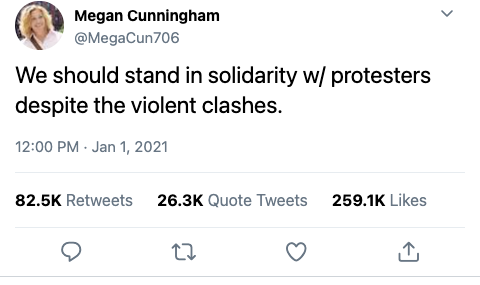 Megan Cunningham
@MegaCun706
We should stand in solidarity w/ protesters
despite the violent clashes.
12:00 PM · Jan 1, 2021
82.5K Retweets 26.3K Quote Tweets 259.1K Likes